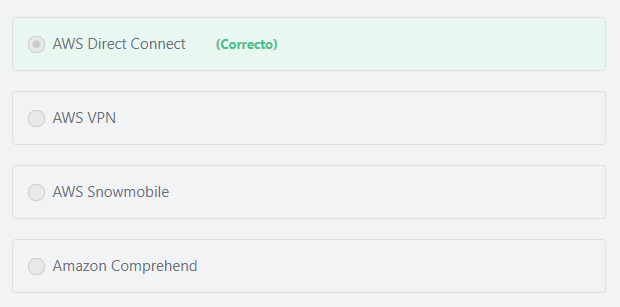 AWS Direct Connect (Correcto)
AWS VPN
AWS Snowmobile
Amazon Comprehend